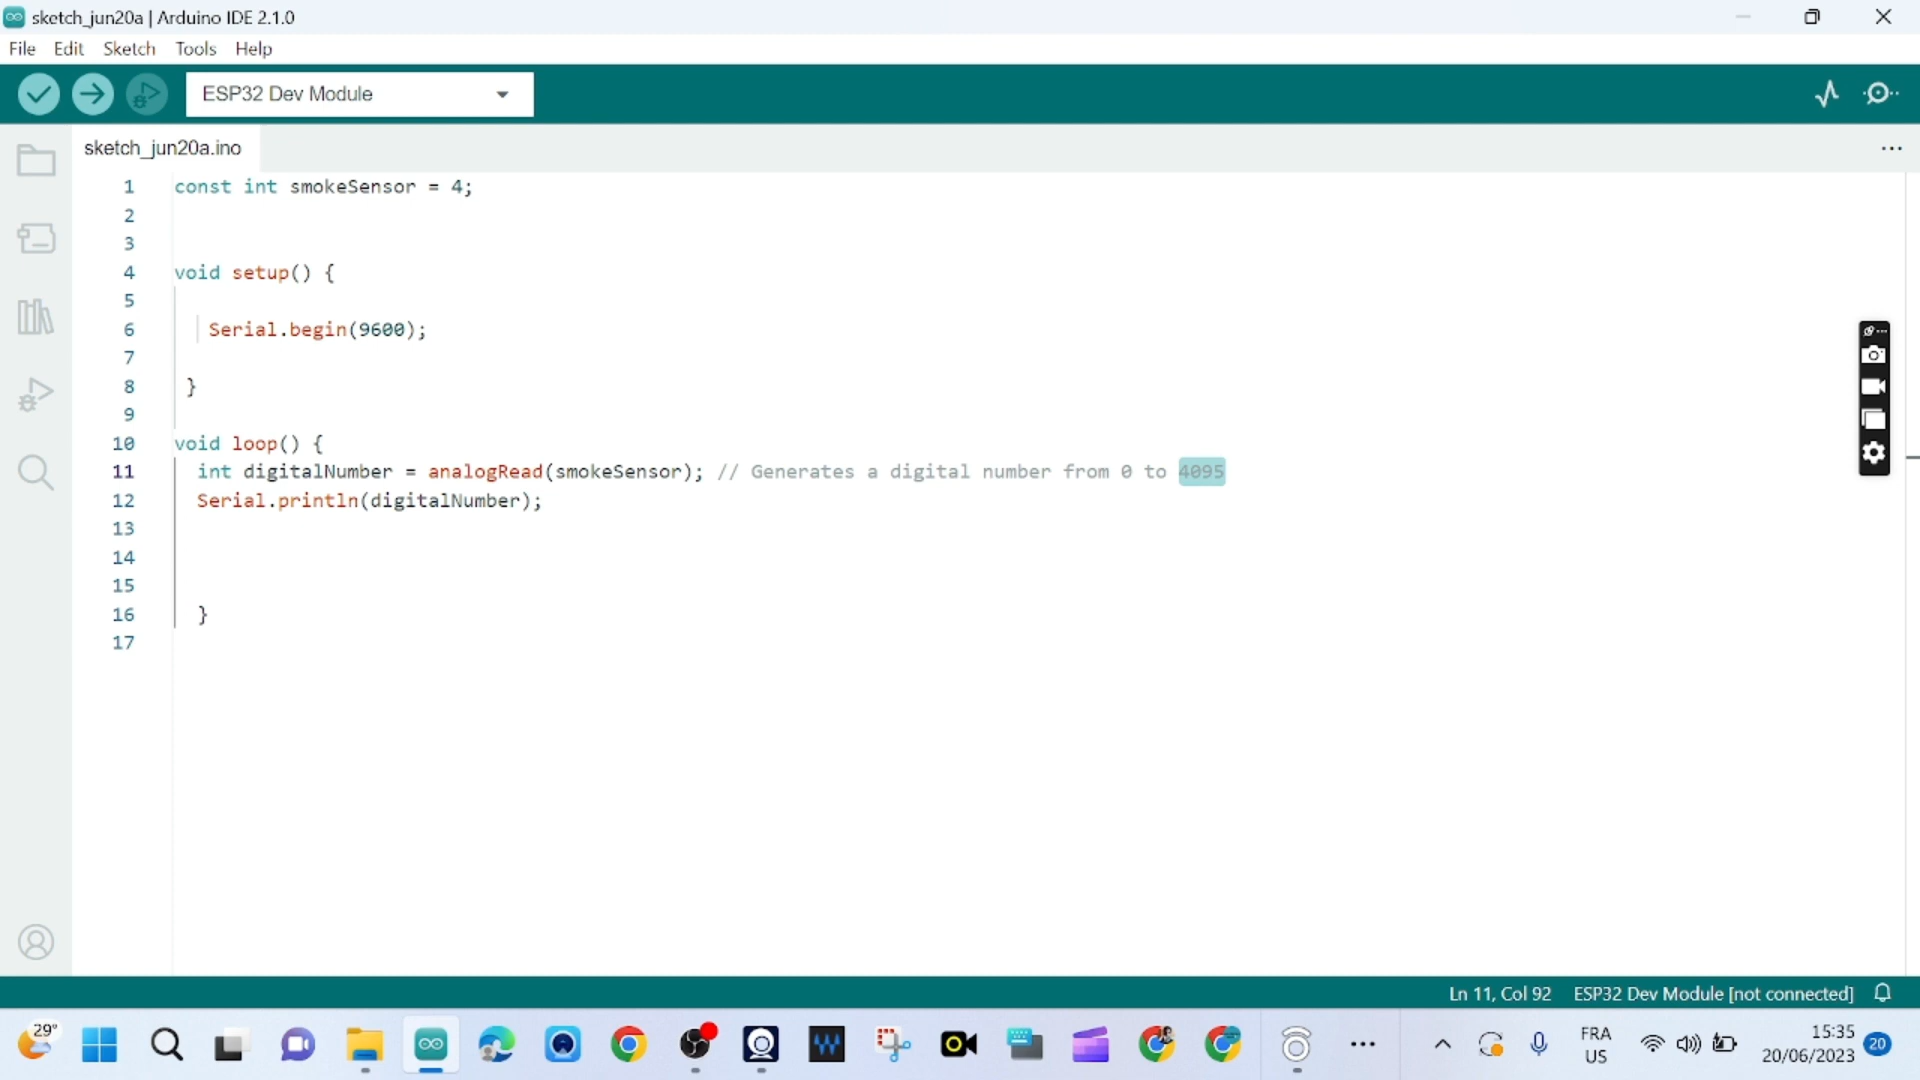 sketch_jun20a | Arduino IDE 2.1.0
File Edit Sketch Tools Help
ESP32 Dev Module
sketch_jun20a.ino
1 const int smokeSensor = 4;
2
3
4 void setup() {
5
6 Serial.begin(9600);
7
8 }
9
10 void loop() {
11 int digitalNumber = analogRead(smokeSensor); // Generates a digital number from 0 to 4095
12 Serial.println(digitalNumber);
13
14
15
16 }
17
Ln 11, Col 92 ESP32 Dev Module [not connected]
29°
FRA
US
15:35
20/06/2023
20